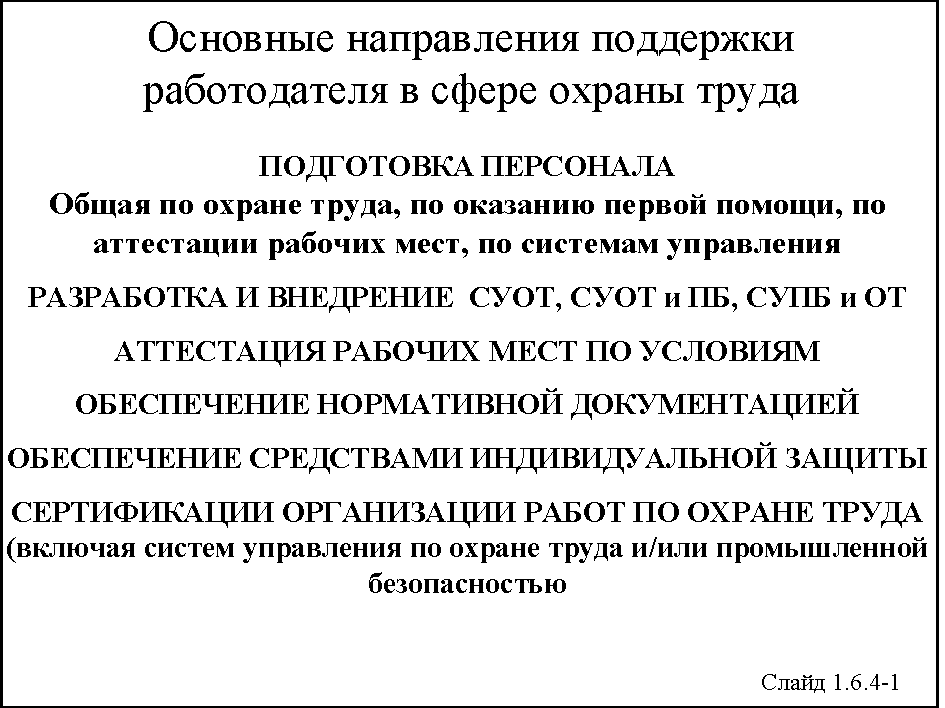 Основные направления поддержки
работодателя в сфере охраны труда
ПОДГОТОВКА ПЕРСОНАЛА
Общая по охране труда, по оказанию первой помощи, по
аттестации рабочих мест, по системам управления
РАЗРАБОТКА И ВНЕДРЕНИЕ СУОТ, СУОТ и ПБ, СУПБ и ОТ
АТТЕСТАЦИЯ РАБОЧИХ МЕСТ ПО УСЛОВИЯМ
ОБЕСПЕЧЕНИЕ НОРМАТИВНОЙ ДОКУМЕНТАЦИЕЙ
ОБЕСПЕЧЕНИЕ СРЕДСТВАМИ ИНДИВИДУАЛЬНОЙ ЗАЩИТЫ
СЕРТИФИКАЦИИ ОРГАНИЗАЦИИ РАБОТ ПО ОХРАНЕ ТРУДА
(включая систем управления по охране труда и/или промышленной
безопасностью
Слайд 1.6.4-1